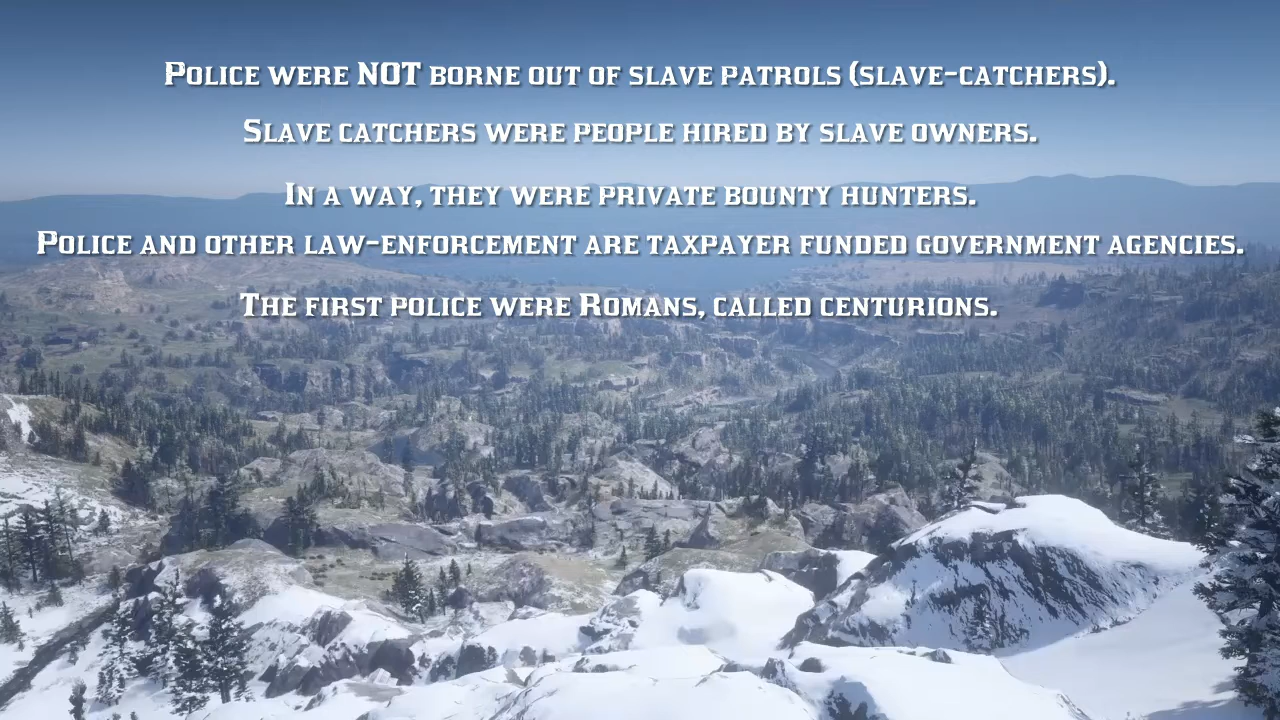 Police were NOT borne out of slave patrols (slave-catchers).
Slave catchers were people hired by slave owners.
In a way, they were private bounty hunters.
Police and other law-enforcement are taxpayer funded government agencies.
The first police were Romans, called centurions.